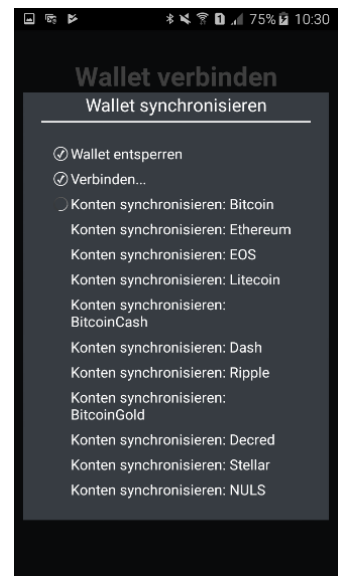 75% 10:30
Wallet verbinden
Wallet synchronisieren
Wallet entsperren
Verbinden...
Konten synchronisieren: Bitcoin
Konten synchronisieren: Ethereum
Konten synchronisieren: EOS
Konten synchronisieren: Litecoin
Konten synchronisieren:
BitcoinCash
Konten synchronisieren: Dash
Konten synchronisieren: Ripple
Konten synchronisieren:
BitcoinGold
Konten synchronisieren: Decred
Konten synchronisieren: Stellar
Konten synchronisieren: NULS